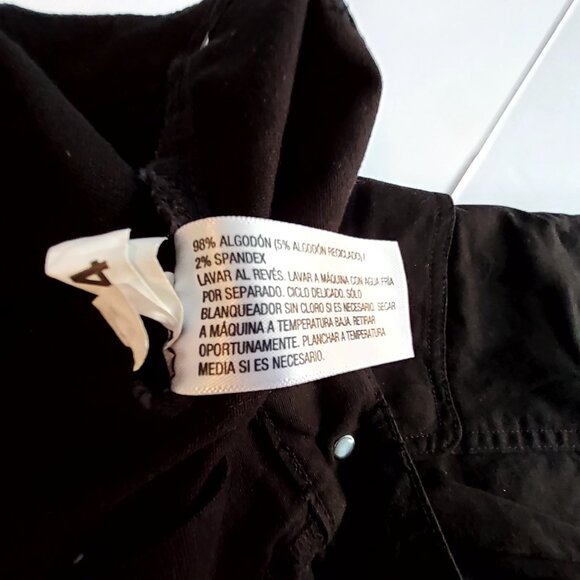 98% ALGODÓN (5% ALGODÓN RECICLADO) /
2% SPANDEX
LAVAR AL REVÉS. LAVAR A MÁQUINA CON AGUA FRÍA
POR SEPARADO. CICLO DELICADO. SÓLO
BLANQUEADOR SIN CLORO SI ES NECESARIO. SECAR
A MÁQUINA A TEMPERATURA BAJA. RETIRAR
OPORTUNAMENTE. PLANCHAR A TEMPERATURA
MEDIA SI ES NECESARIO.
4